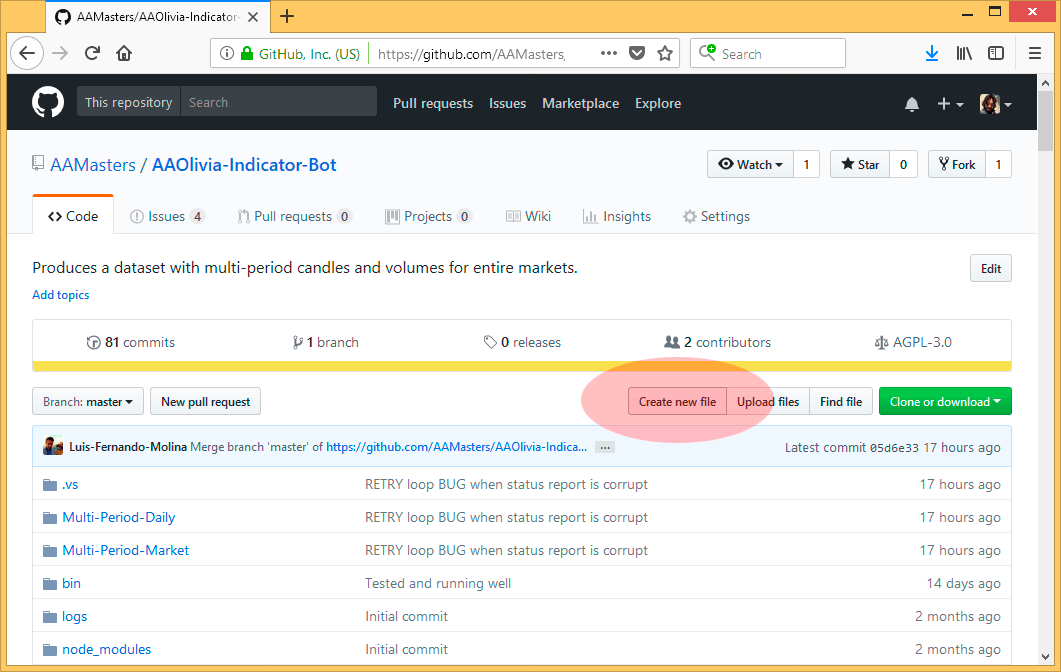 AAMasters/AAOlivia-Indicator-
GitHub, Inc. (US) https://github.com/AAMasters, Search
This repository Search Pull requests Issues Marketplace Explore
AAMasters / AAOlivia-Indicator-Bot Watch 1 Star 0 Fork 1
Code Issues 4 Pull requests 0 Projects 0 Wiki Insights Settings
Produces a dataset with multi-period candles and volumes for entire markets. Edit
Add topics
81 commits 1 branch 0 releases 2 contributors AGPL-3.0
Branch: master New pull request Create new file Upload files Find file Clone or download
Luis-Fernando-Molina Merge branch 'master' of https://github.com/AAMasters/AAOlivia-Indica... ... Latest commit 05d6e33 17 hours ago
.vs RETRY loop BUG when status report is corrupt 17 hours ago
Multi-Period-Daily RETRY loop BUG when status report is corrupt 17 hours ago
Multi-Period-Market RETRY loop BUG when status report is corrupt 17 hours ago
bin Tested and running well 14 days ago
logs Initial commit 2 months ago
node_modules Initial commit 2 months ago